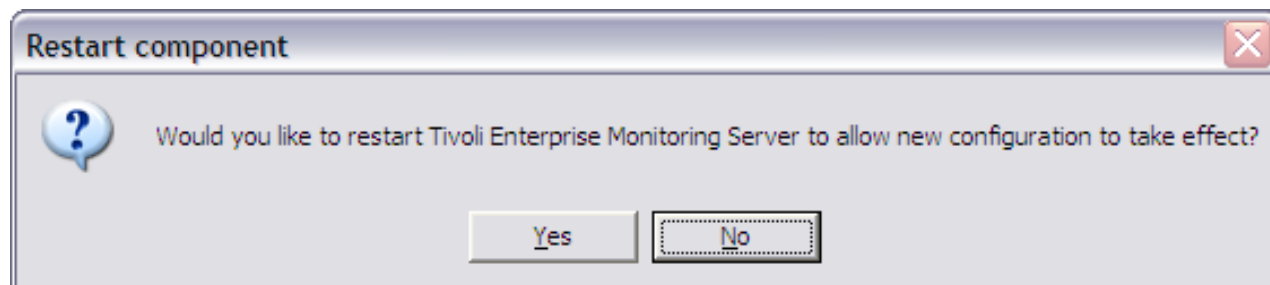 Restart component
Would you like to restart Tivoli Enterprise Monitoring Server to allow new configuration to take effect?
Yes No